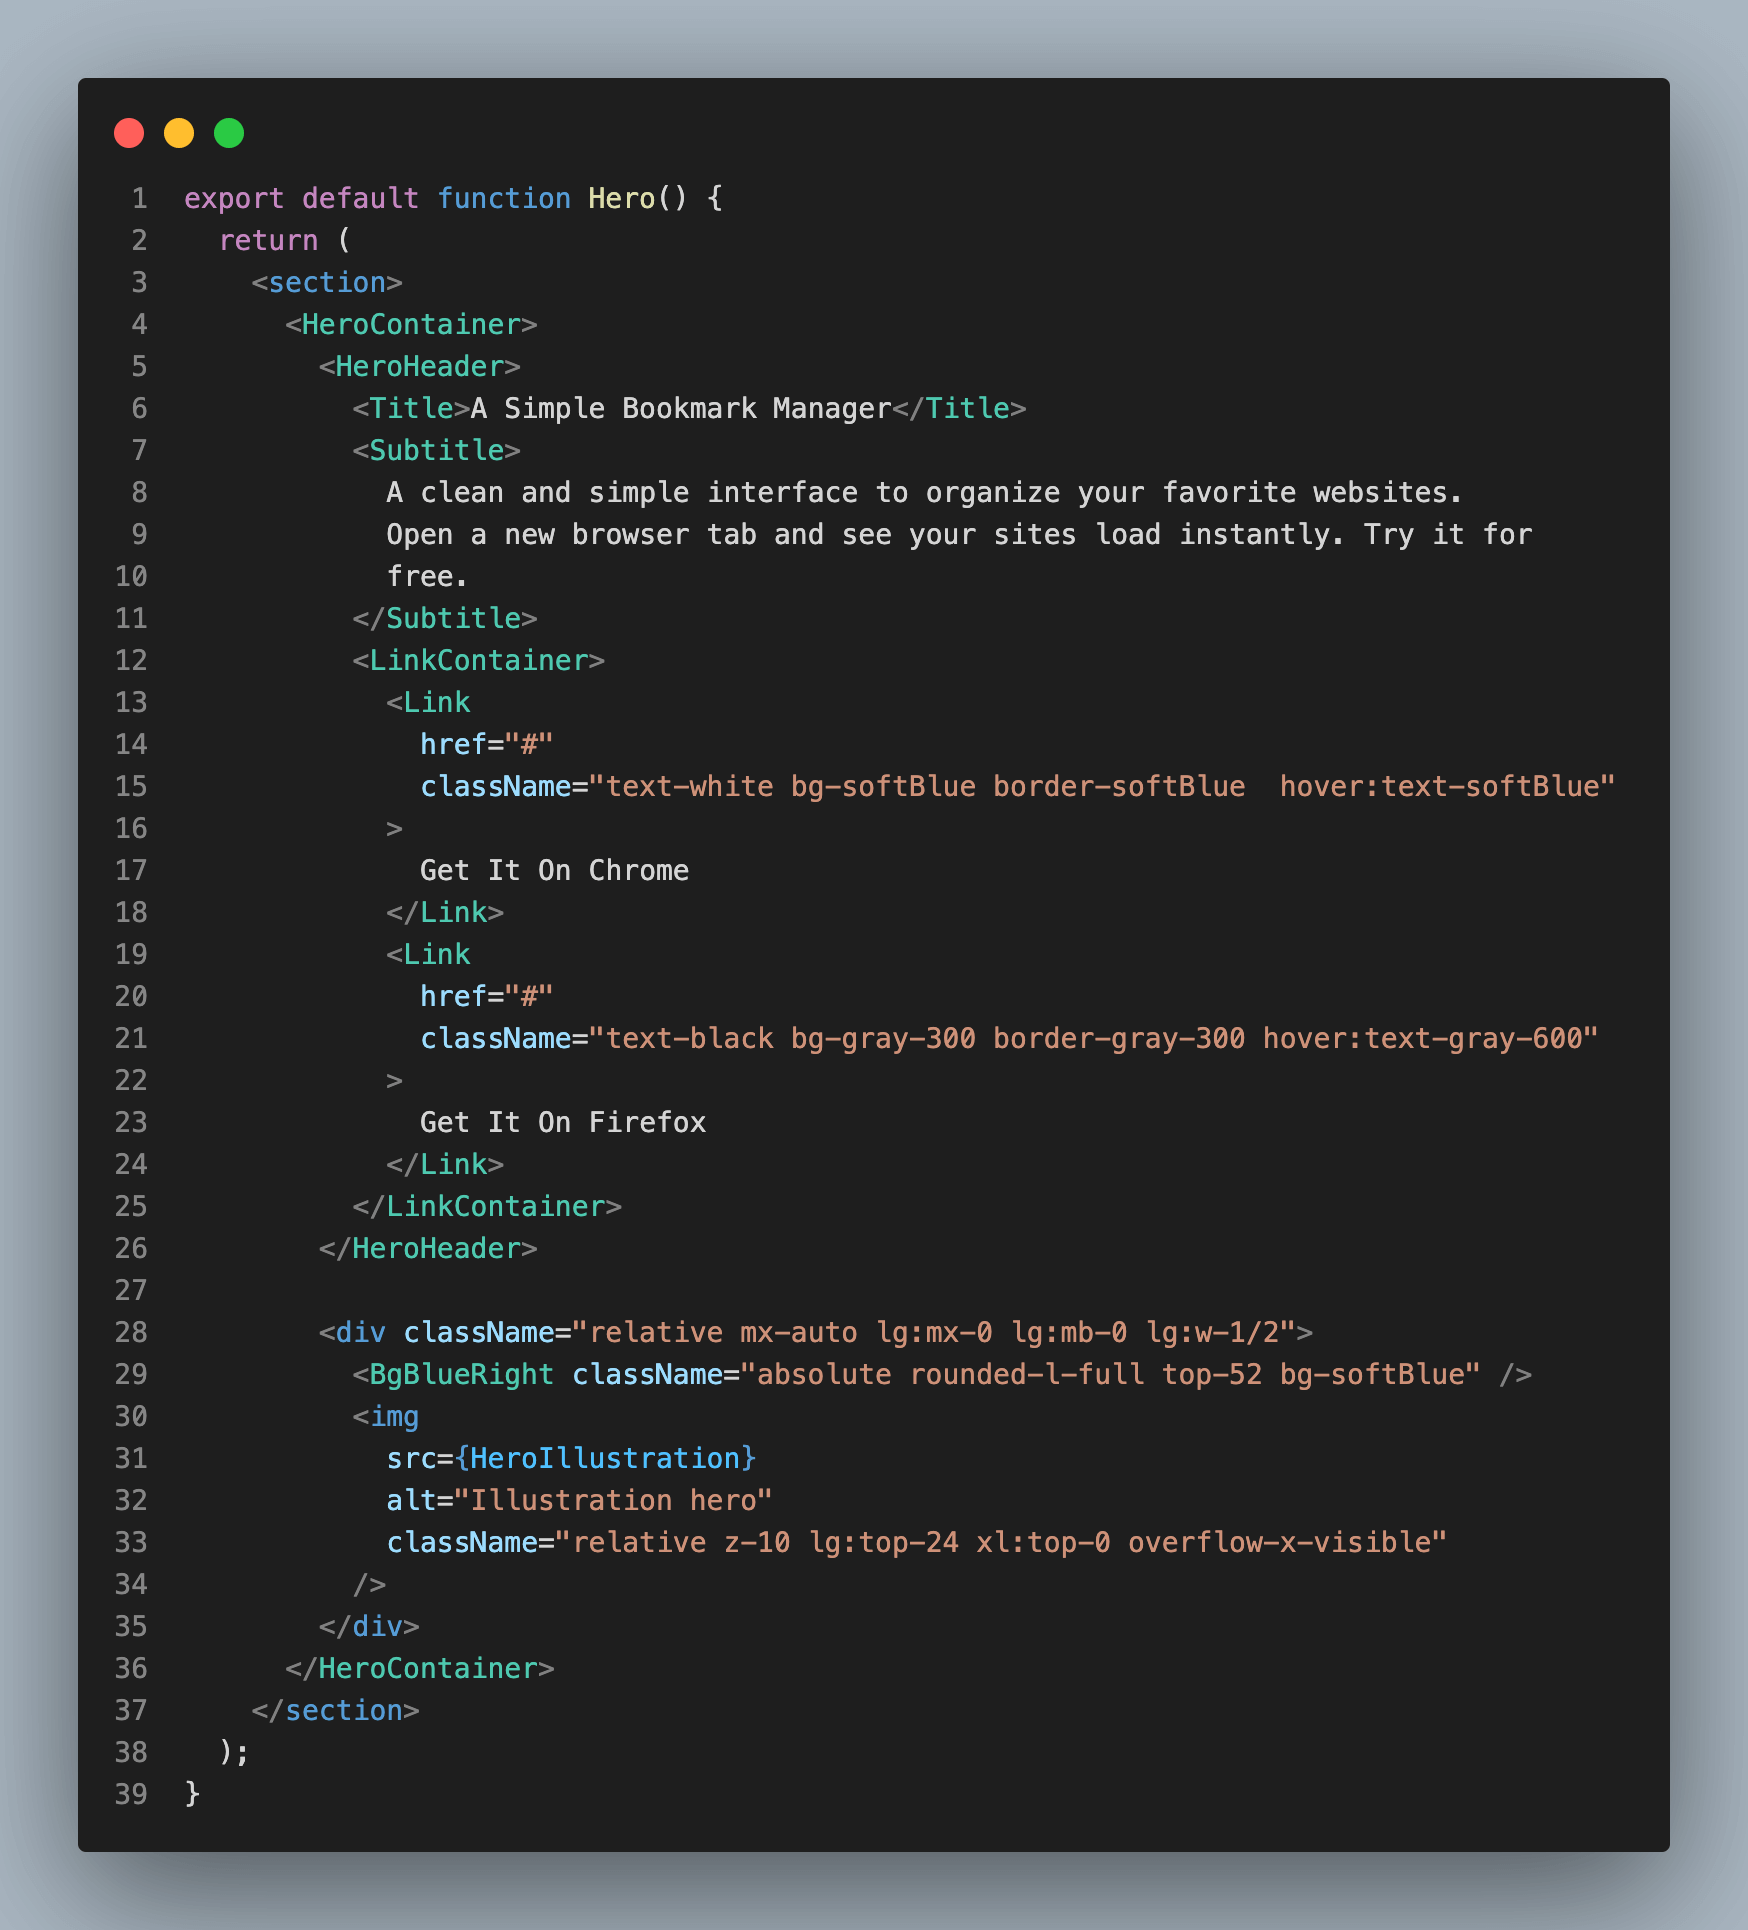 1 export default function Hero() {
2   return (
3     <section>
4       <HeroContainer>
5         <HeroHeader>
6           <Title>A Simple Bookmark Manager</Title>
7           <Subtitle>
8             A clean and simple interface to organize your favorite websites.
9             Open a new browser tab and see your sites load instantly. Try it for
10             free.
11           </Subtitle>
12           <LinkContainer>
13             <Link
14               href="#"
15               className="text-white bg-softBlue border-softBlue  hover:text-softBlue"
16             >
17               Get It On Chrome
18             </Link>
19             <Link
20               href="#"
21               className="text-black bg-gray-300 border-gray-300 hover:text-gray-600"
22             >
23               Get It On Firefox
24             </Link>
25           </LinkContainer>
26         </HeroHeader>
27
28         <div className="relative mx-auto lg:mx-0 lg:mb-0 lg:w-1/2">
29           <BgBlueRight className="absolute rounded-l-full top-52 bg-softBlue" />
30           <img
31             src={HeroIllustration}
32             alt="Illustration hero"
33             className="relative z-10 lg:top-24 xl:top-0 overflow-x-visible"
34           />
35         </div>
36       </HeroContainer>
37     </section>
38   );
39 }